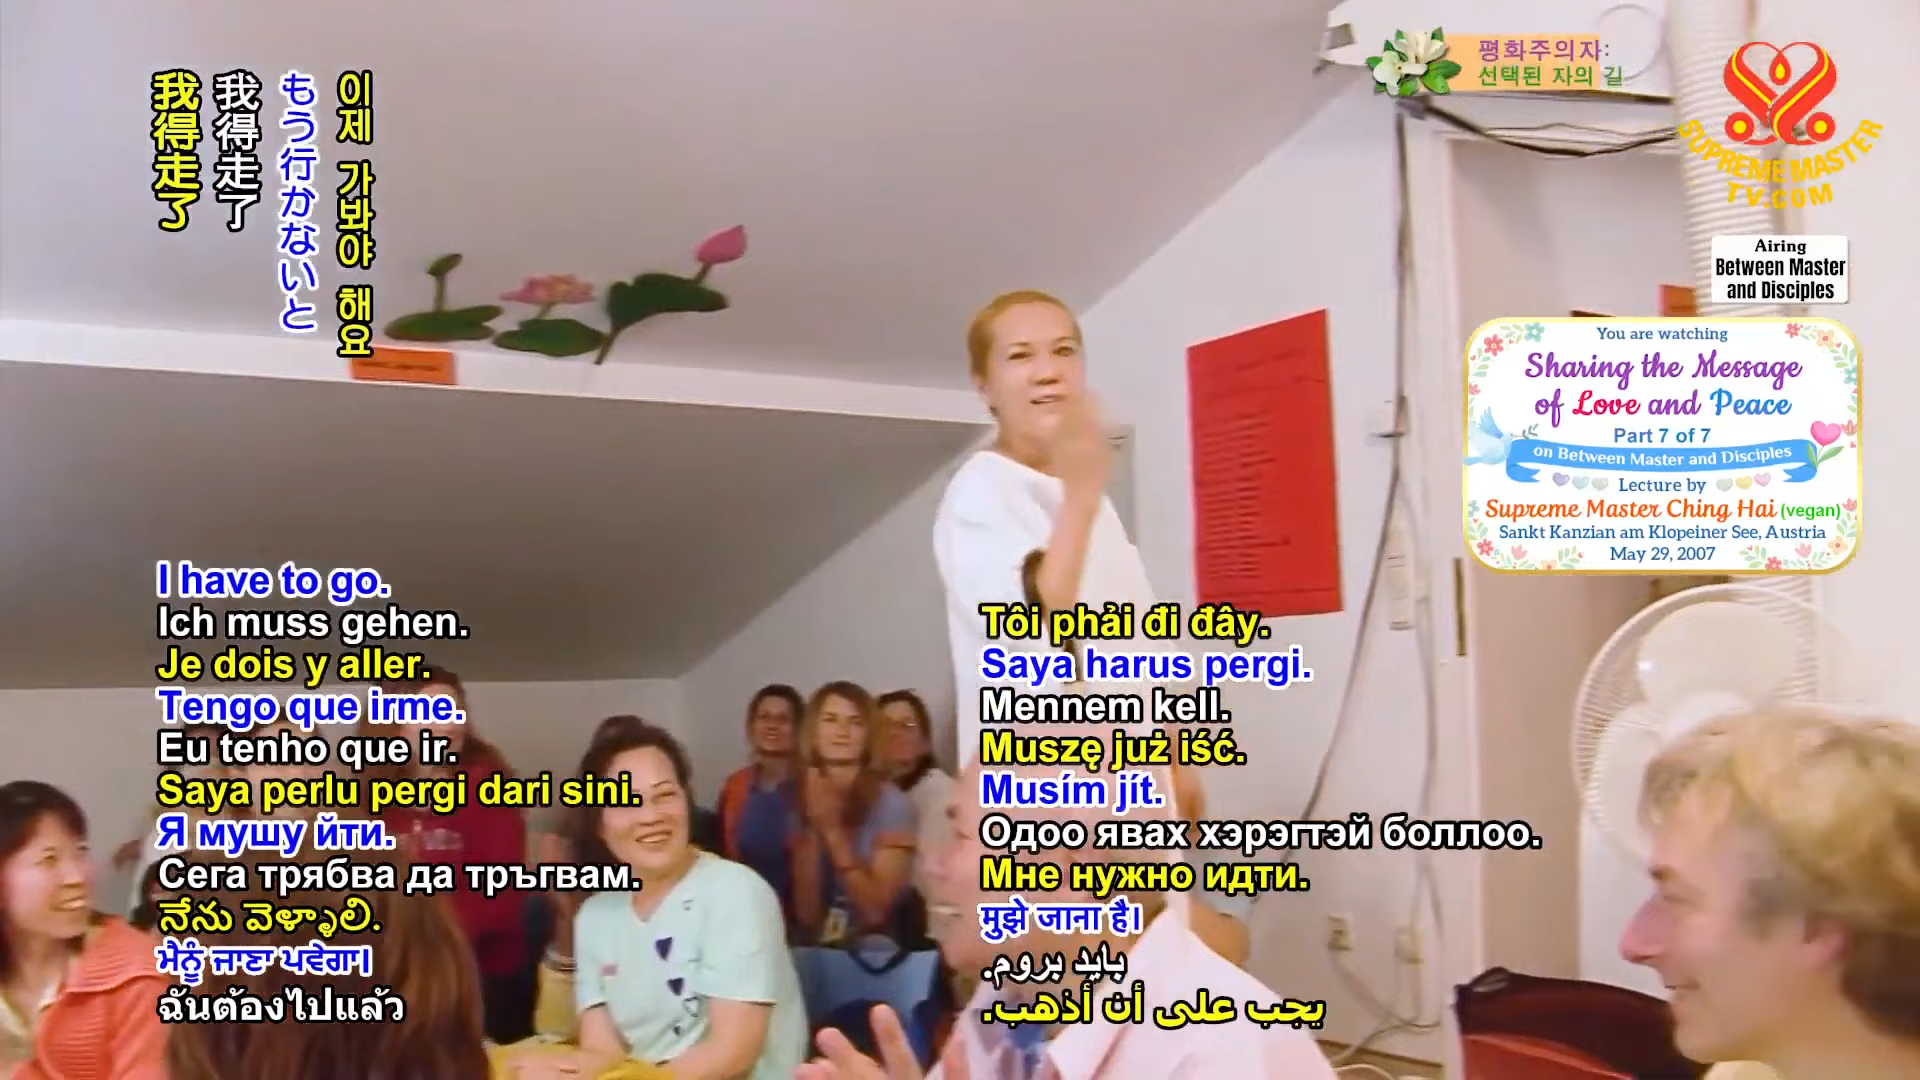 이제 가봐야 해요
もう行かないと
我得走了
我得走了
평화주의자:
선택된 자의 길
SUPREME MASTER
TV.COM
Airing
Between Master
and Disciples
You are watching
Sharing the Message
of Love and Peace
Part 7 of 7
on Between Master and Disciples
Lecture by
Supreme Master Ching Hai (vegan)
Sankt Kanzian am Klopeiner See, Austria
May 29, 2007
I have to go.
Ich muss gehen.
Je dois y aller.
Tengo que irme.
Eu tenho que ir.
Saya perlu pergi dari sini.
Я мушу йти.
Сега трябва да тръгвам.
నేను వెళ్ళాలి.
ਮੈਨੂੰ ਜਾਣਾ ਪਵੇਗਾ।
ฉันต้องไปแล้ว
Tôi phải đi đây.
Saya harus pergi.
Mennem kell.
Muszę już iść.
Musím jít.
Одоо явах хэрэгтэй боллоо.
Мне нужно идти.
मुझे जाना है।
باید بروم.
يجب على أن أذهب.